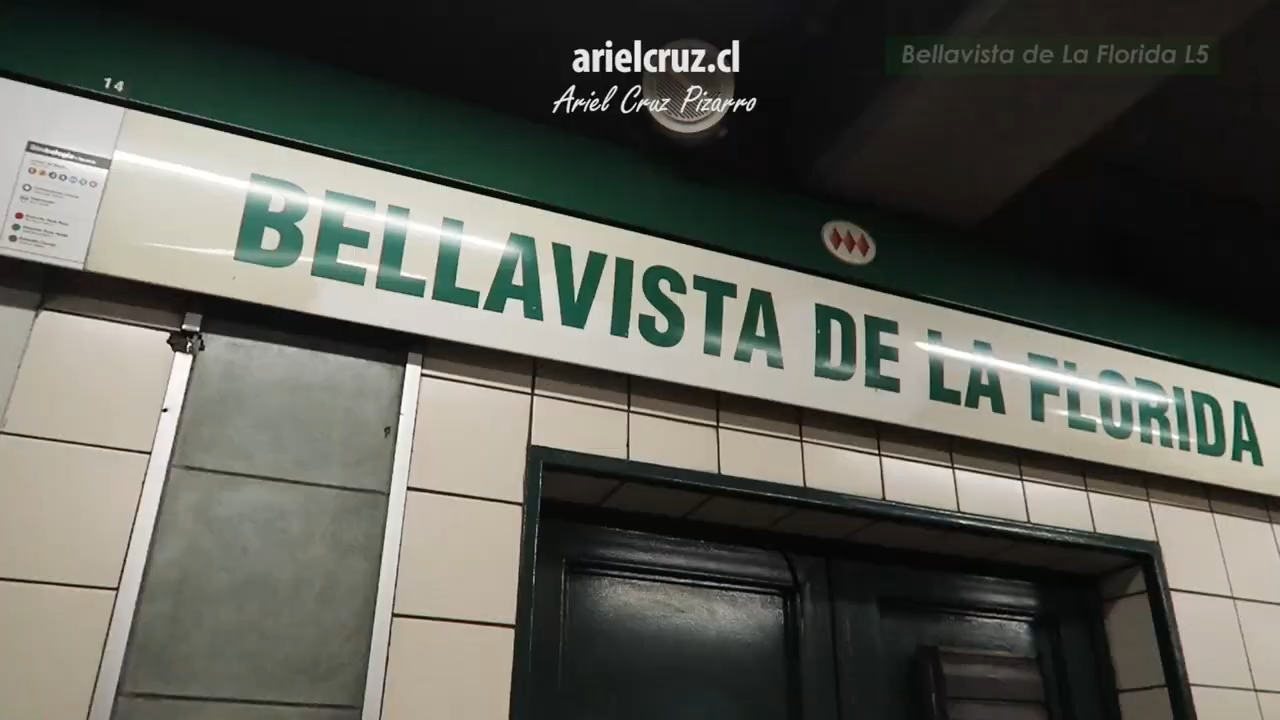 arielcruz.cl
Ariel Cruz Pizarro
Bellavista de La Florida L5
14
BELLAVISTA DE LA FLORIDA